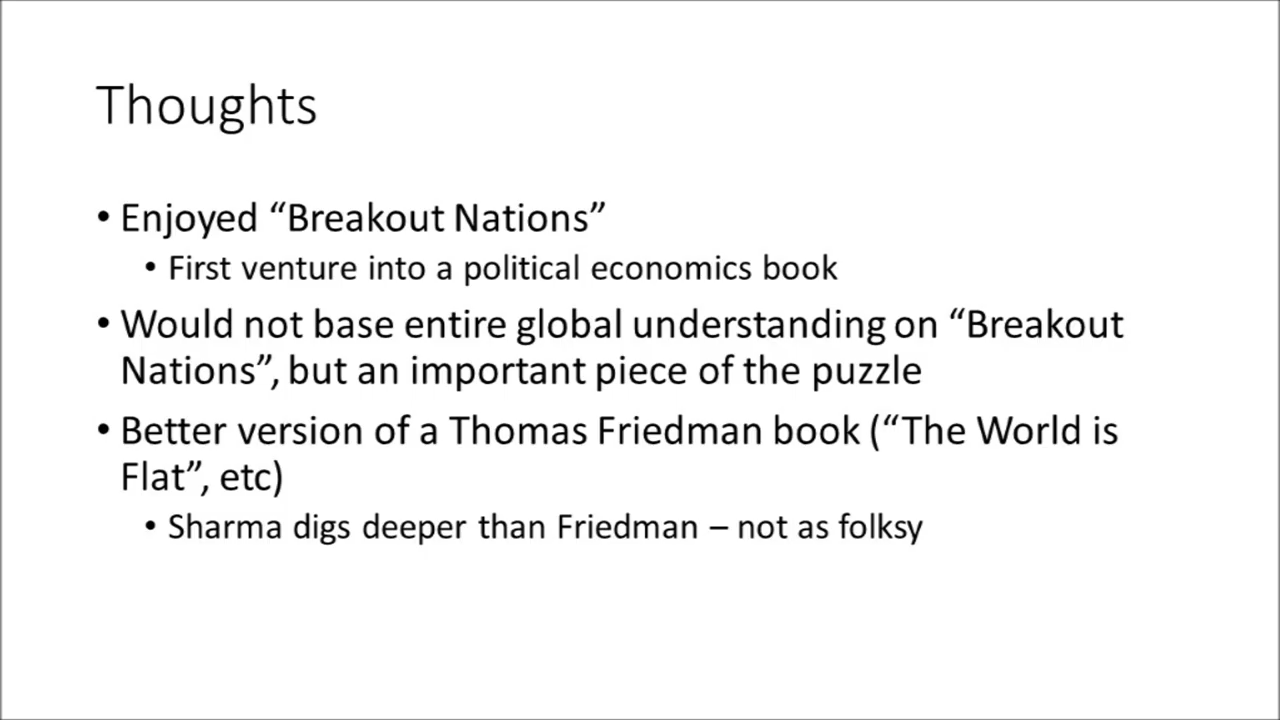 Thoughts
• Enjoyed “Breakout Nations”
• First venture into a political economics book
• Would not base entire global understanding on “Breakout
Nations”, but an important piece of the puzzle
• Better version of a Thomas Friedman book (“The World is
Flat”, etc)
• Sharma digs deeper than Friedman – not as folksy